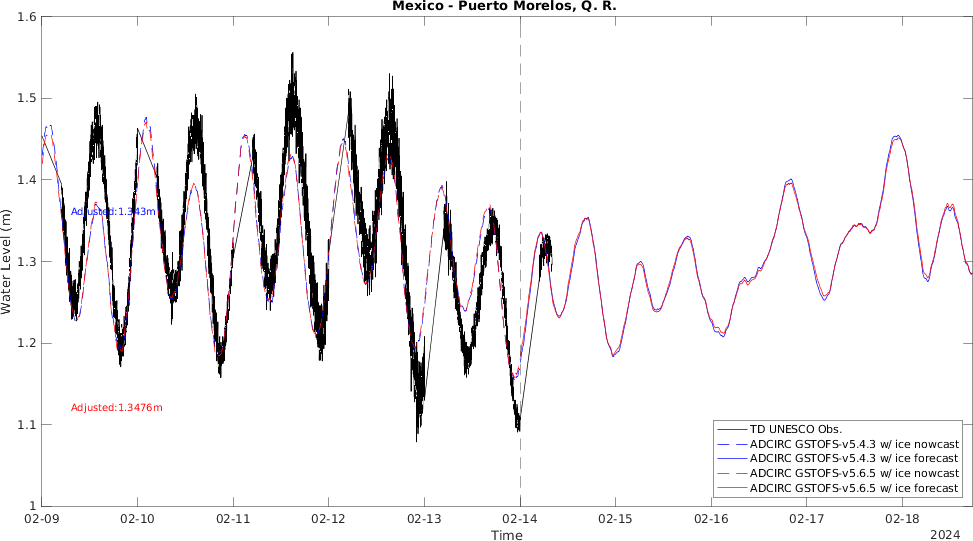 Mexico - Puerto Morelos, Q. R.
1.6
1.5
1.4
1.3
1.2
1.1
1
Water Level (m)
Adjusted:1.343m
Adjusted:1.3476m
TD UNESCO Obs.
ADCIRC GSTOFS-v5.4.3 w/ ice nowcast
ADCIRC GSTOFS-v5.4.3 w/ ice forecast
ADCIRC GSTOFS-v5.6.5 w/ ice nowcast
ADCIRC GSTOFS-v5.6.5 w/ ice forecast
02-09 02-10 02-11 02-12 02-13 02-14 02-15 02-16 02-17 02-18
Time
2024